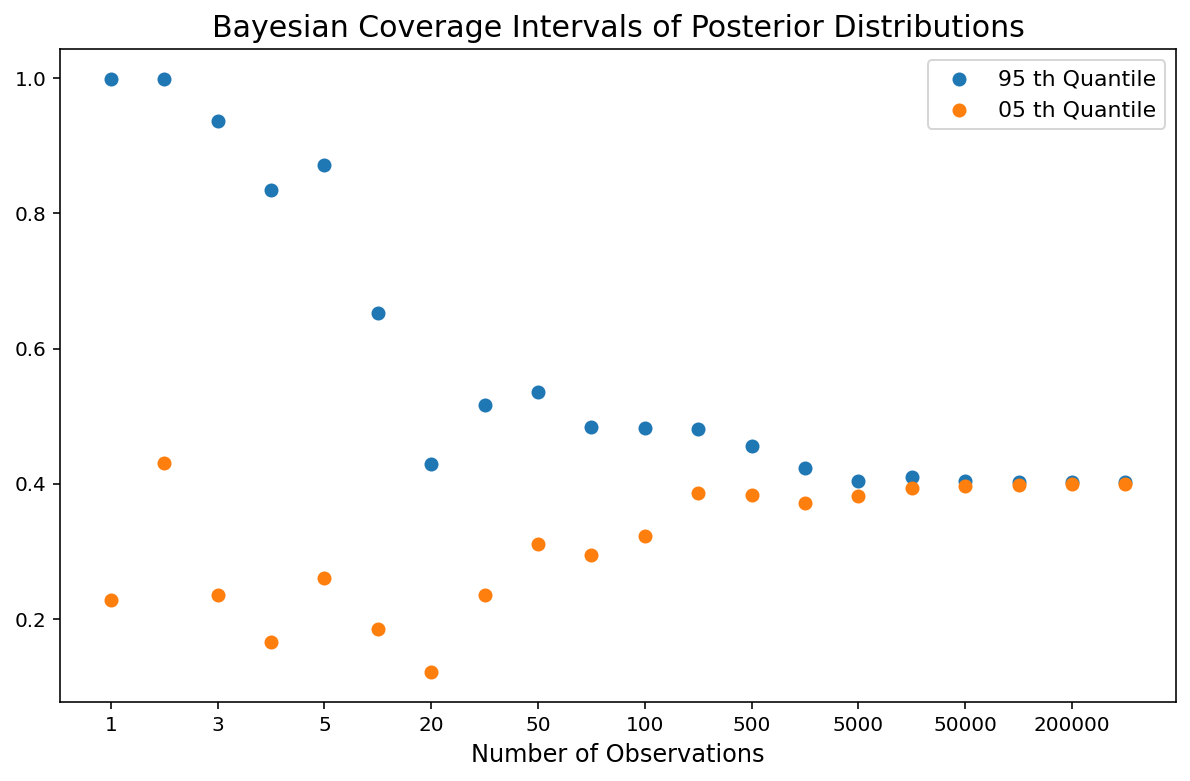 Bayesian Coverage Intervals of Posterior Distributions
95 th Quantile
05 th Quantile
1.0
0.8
0.6
0.4
0.2
1 3 5 20 50 100 500 5000 50000 200000
Number of Observations